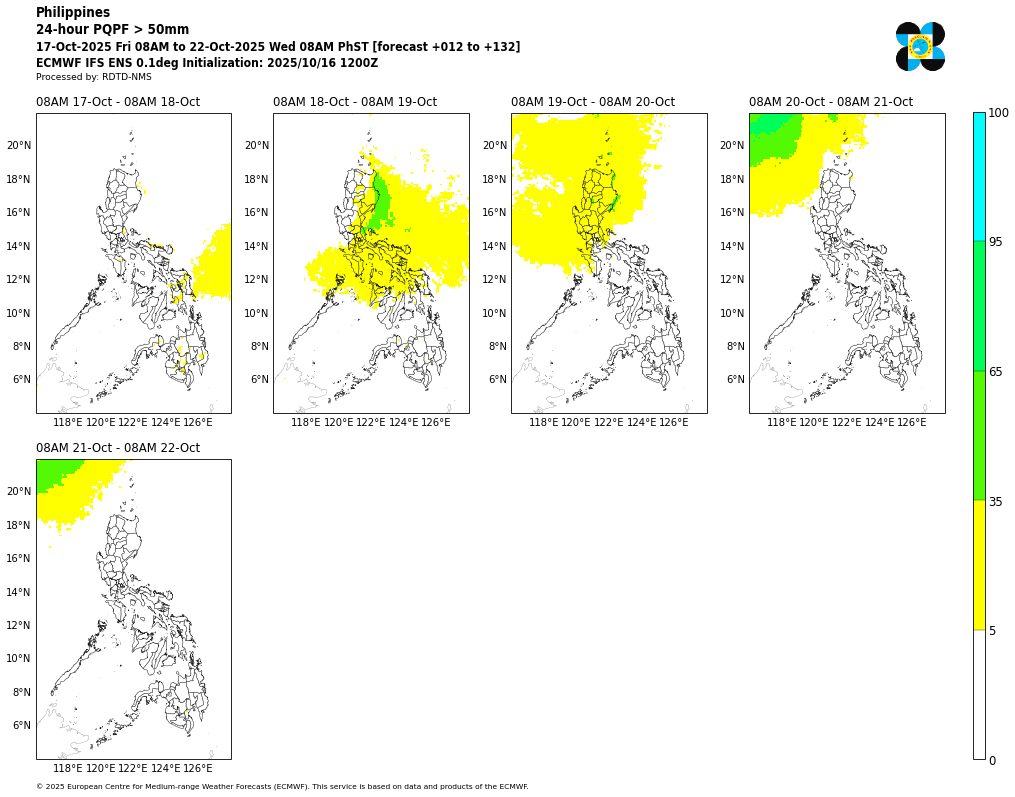 Philippines
24-hour PQPF > 50mm
17-Oct-2025 Fri 08AM to 22-Oct-2025 Wed 08AM PhST [forecast +012 to +132]
ECMWF IFS ENS 0.1deg Initialization: 2025/10/16 1200Z
Processed by: RDTD-NMS
08AM 17-Oct - 08AM 18-Oct
20°N
18°N
16°N
14°N
12°N
10°N
8°N
6°N
118°E 120°E 122°E 124°E 126°E
08AM 18-Oct - 08AM 19-Oct
20°N
18°N
16°N
14°N
12°N
10°N
8°N
6°N
118°E 120°E 122°E 124°E 126°E
08AM 19-Oct - 08AM 20-Oct
20°N
18°N
16°N
14°N
12°N
10°N
8°N
6°N
118°E 120°E 122°E 124°E 126°E
08AM 20-Oct - 08AM 21-Oct
20°N
18°N
16°N
14°N
12°N
10°N
8°N
6°N
118°E 120°E 122°E 124°E 126°E
100
95
65
35
5
0
08AM 21-Oct - 08AM 22-Oct
20°N
18°N
16°N
14°N
12°N
10°N
8°N
6°N
118°E 120°E 122°E 124°E 126°E
© 2025 European Centre for Medium-range Weather Forecasts (ECMWF). This service is based on data and products of the ECMWF.